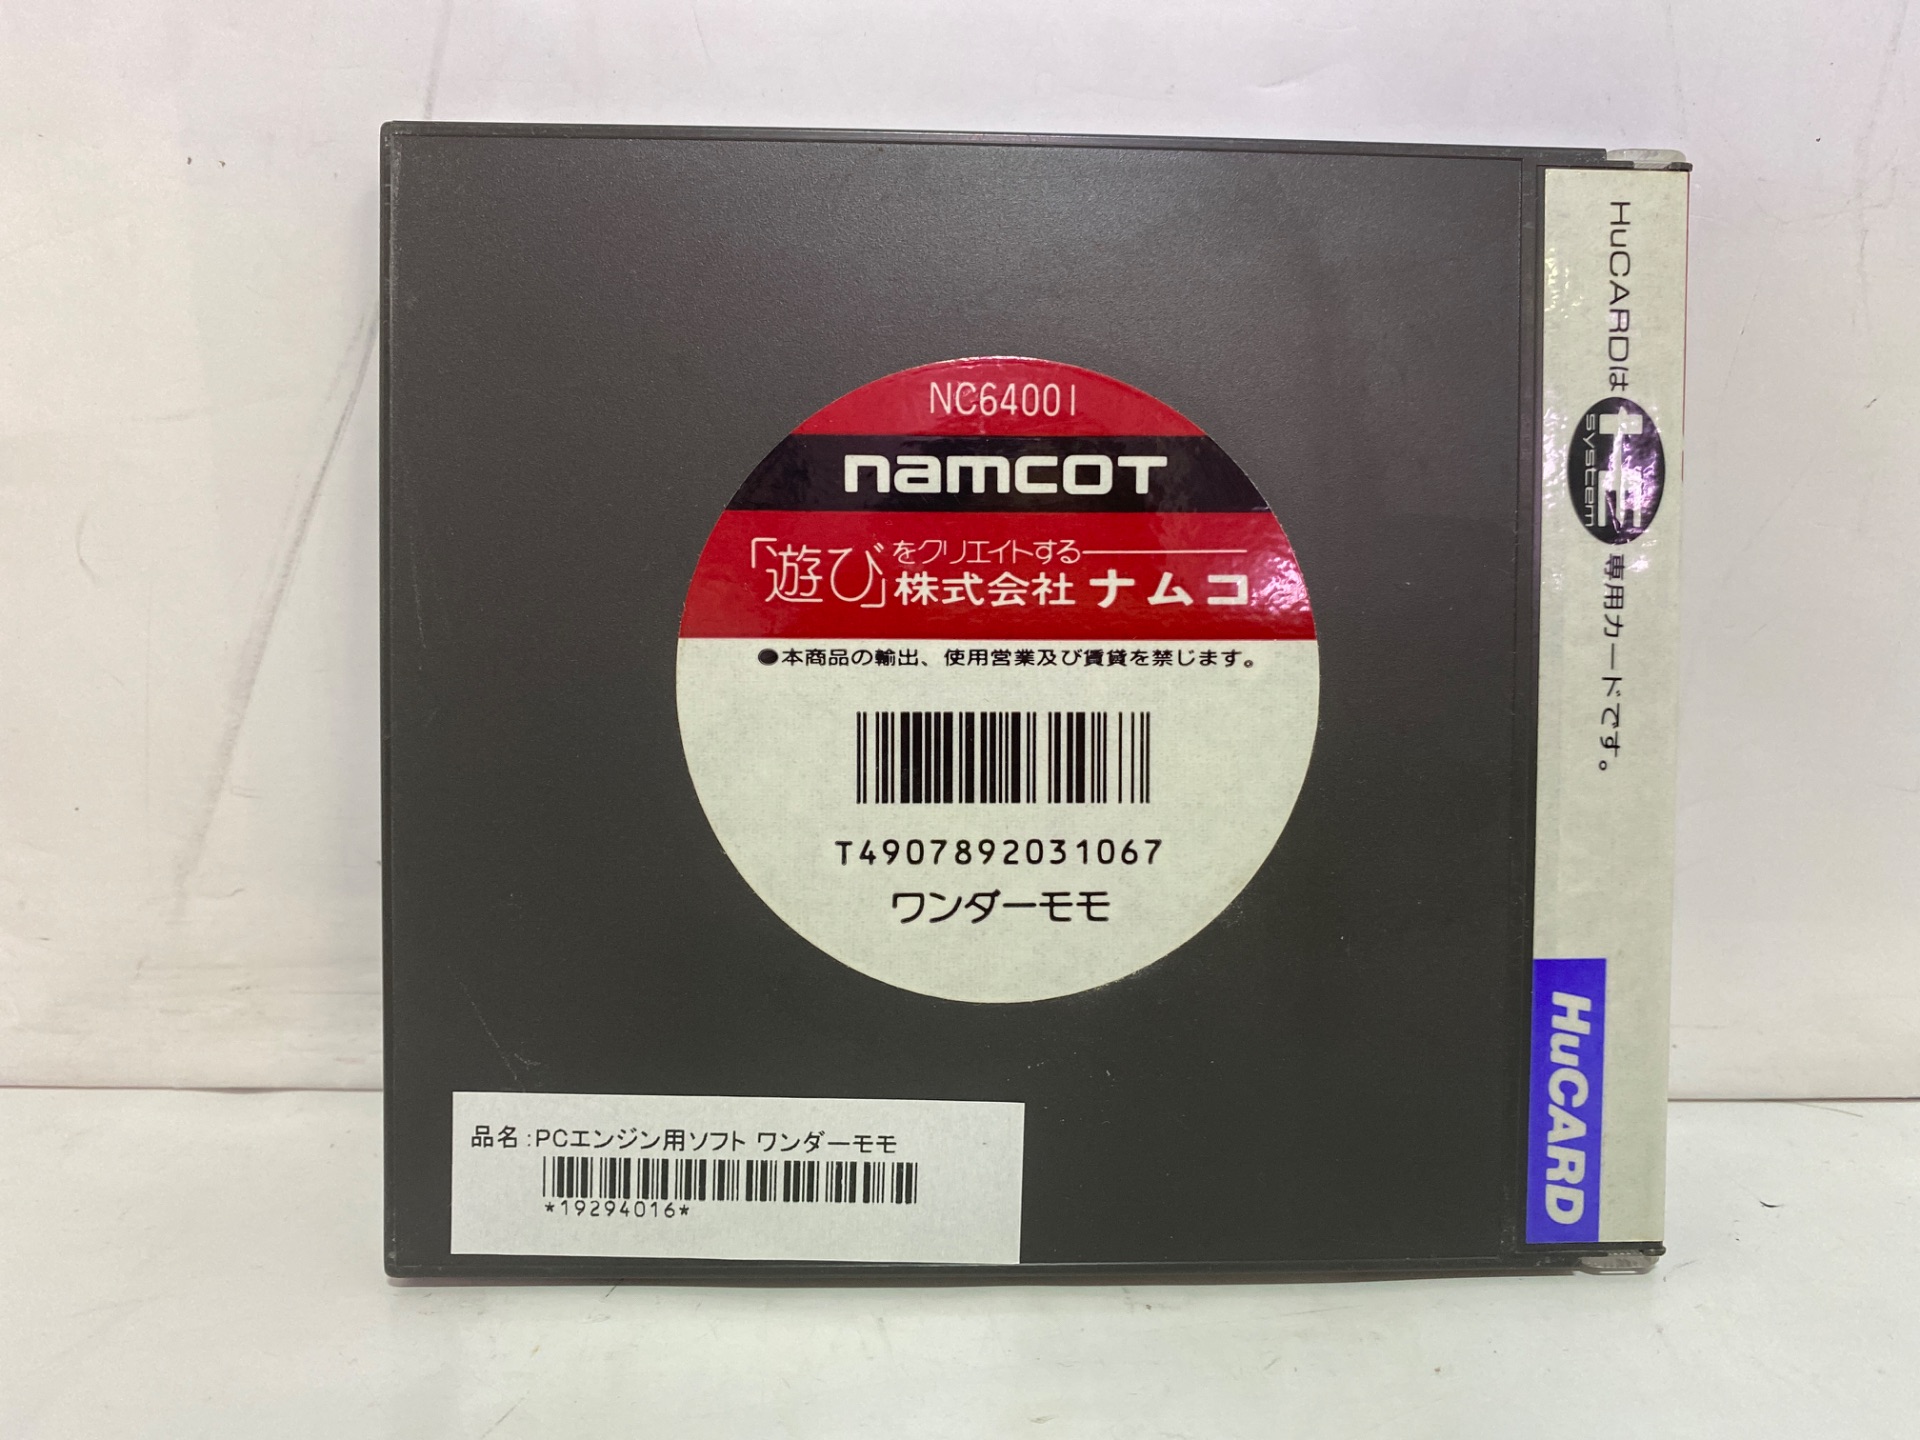 NC64001
namcoT
「遊び」をクリエイトする
株式会社ナムコ
●本商品の輸出、使用営業及び賃貸を禁じます。
T4907892031067
ワンダーモモ
品名:PCエンジン用ソフト ワンダーモモ
*19294016*
HuCARDは HE system 専用カードです。
HuCARD